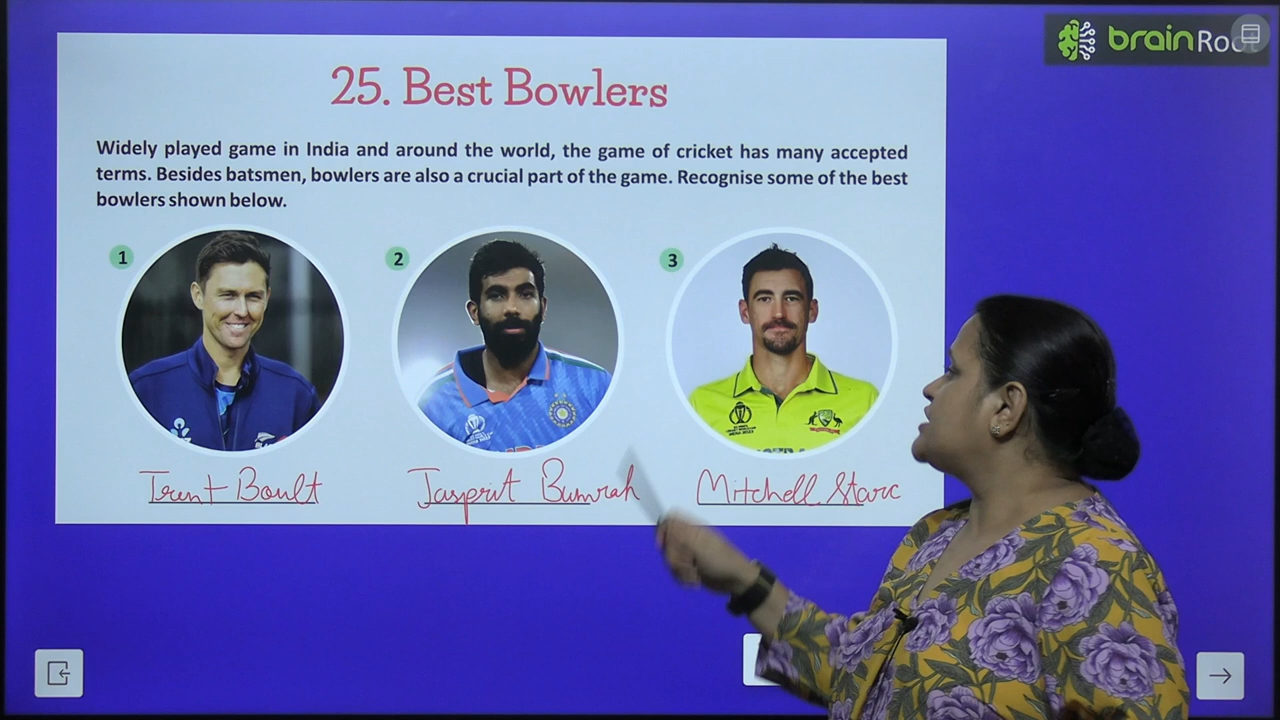 brainRoot
25. Best Bowlers
Widely played game in India and around the world, the game of cricket has many accepted
terms. Besides batsmen, bowlers are also a crucial part of the game. Recognise some of the best
bowlers shown below.
1 2 3
Trent Boult Jasprit Bumrah Mitchell Starc